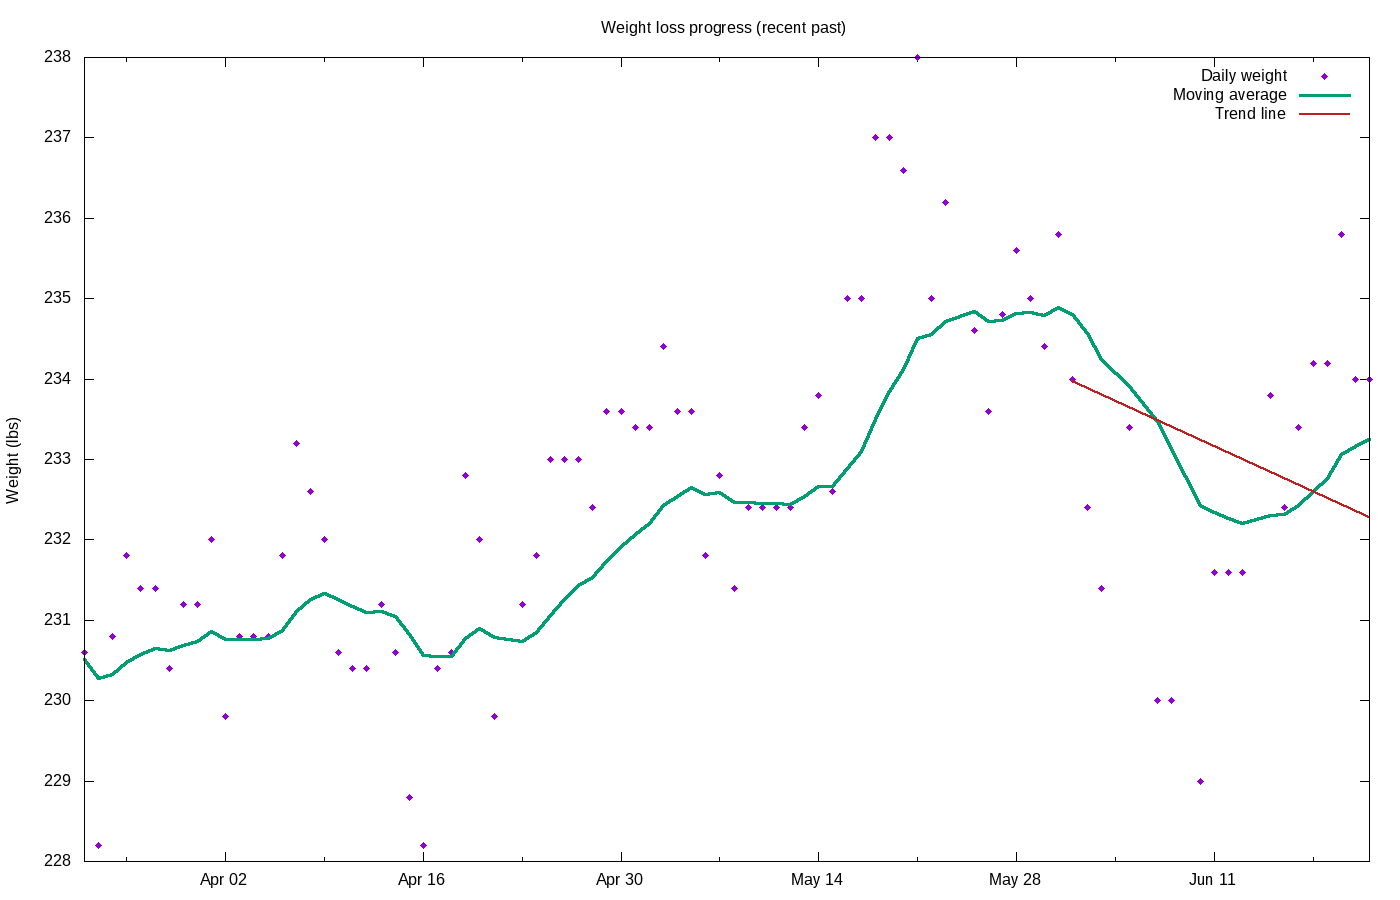 Weight loss progress (recent past)
238
237
236
235
234
233
232
231
230
229
228
Weight (lbs)
Daily weight
Moving average
Trend line
Apr 02
Apr 16
Apr 30
May 14
May 28
Jun 11